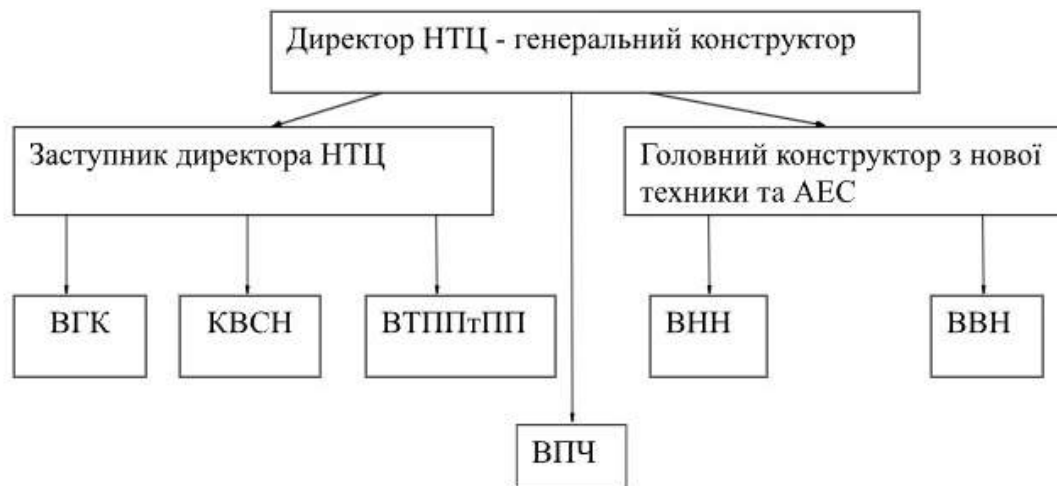 Директор НТЦ - генеральний конструктор
Заступник директора НТЦ
Головний конструктор з нової
техники та АЕС
ВГК
КВСН
ВТППтПП
ВНН
ВВН
ВПЧ